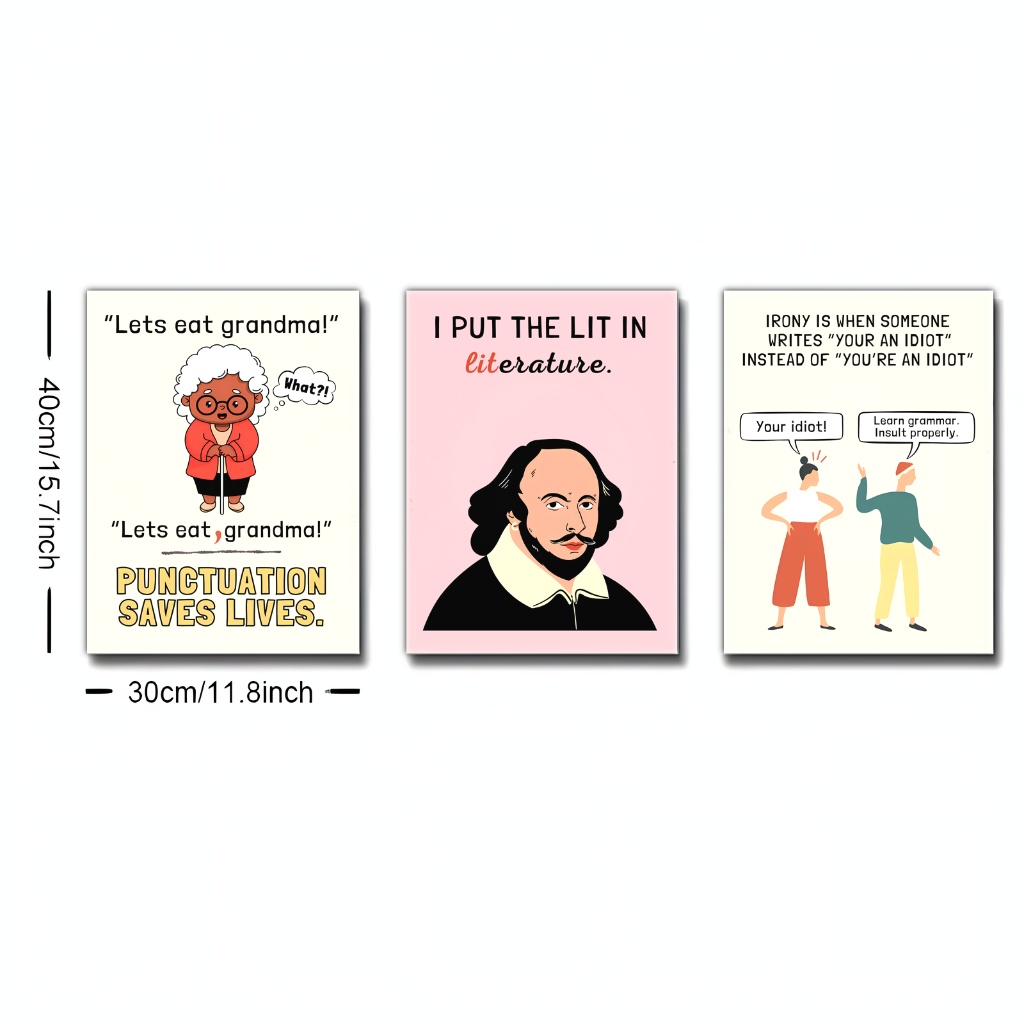 40cm/15.7inch
"Lets eat grandma!"
What?!
"Lets eat, grandma!"
PUNCTUATION
SAVES LIVES.
30cm/11.8inch
I PUT THE LIT IN
literature.
IRONY IS WHEN SOMEONE
WRITES "YOUR AN IDIOT"
INSTEAD OF "YOU'RE AN IDIOT"
Your idiot!
Learn grammar.
Insult properly.